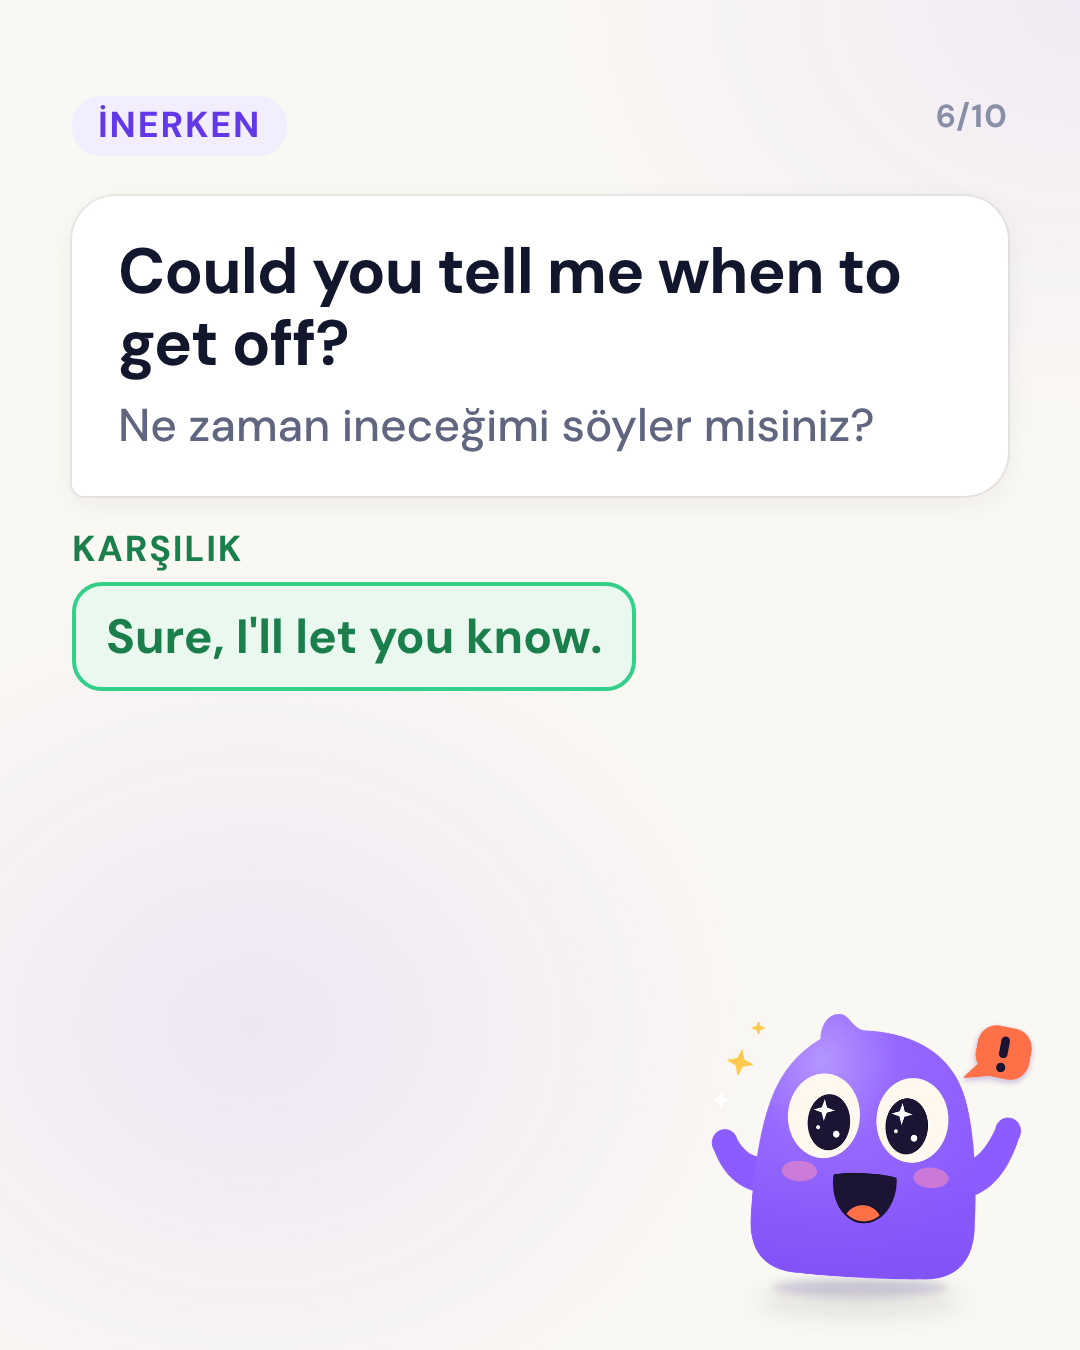 İNERKEN
6/10
Could you tell me when to
get off?
Ne zaman ineceğimi söyler misiniz?
KARŞILIK
Sure, I'll let you know.
!